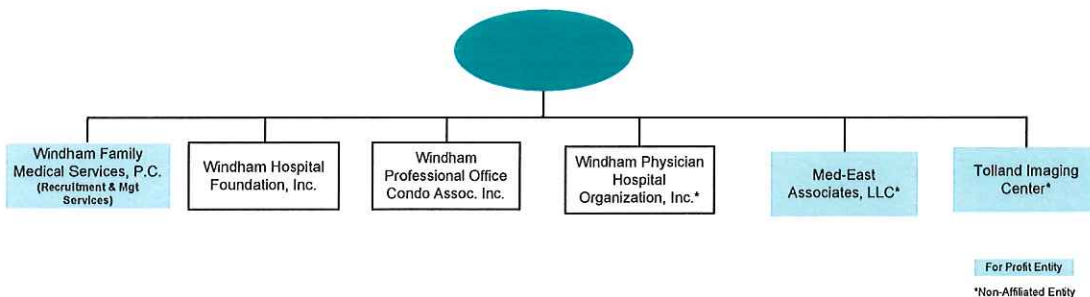 Windham Family
Medical Services, P.C.
(Recruitment & Mgt
Services)
Windham Hospital
Foundation, Inc.
Windham
Professional Office
Condo Assoc. Inc.
Windham Physician
Hospital
Organization, Inc.*
Med-East
Associates, LLC*
Tolland Imaging
Center*
For Profit Entity
*Non-Affiliated Entity